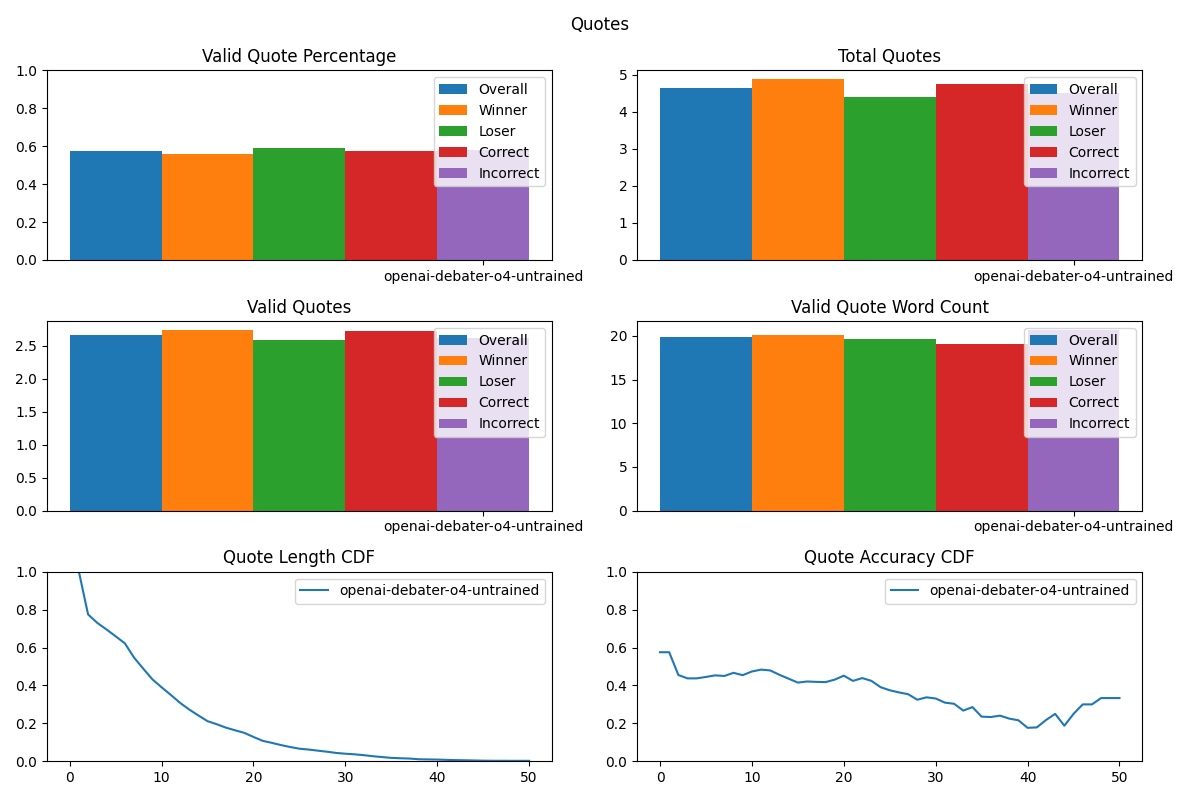 Quotes
Valid Quote Percentage
1.0
0.8
0.6
0.4
0.2
0.0
Overall
Winner
Loser
Correct
Incorrect
openai-debater-o4-untrained
Total Quotes
5
4
3
2
1
0
Overall
Winner
Loser
Correct
Incorrect
openai-debater-o4-untrained
Valid Quotes
2.5
2.0
1.5
1.0
0.5
0.0
Overall
Winner
Loser
Correct
Incorrect
openai-debater-o4-untrained
Valid Quote Word Count
20
15
10
5
0
Overall
Winner
Loser
Correct
Incorrect
openai-debater-o4-untrained
Quote Length CDF
1.0
0.8
0.6
0.4
0.2
0.0
openai-debater-o4-untrained
0 10 20 30 40 50
Quote Accuracy CDF
1.0
0.8
0.6
0.4
0.2
0.0
openai-debater-o4-untrained
0 10 20 30 40 50